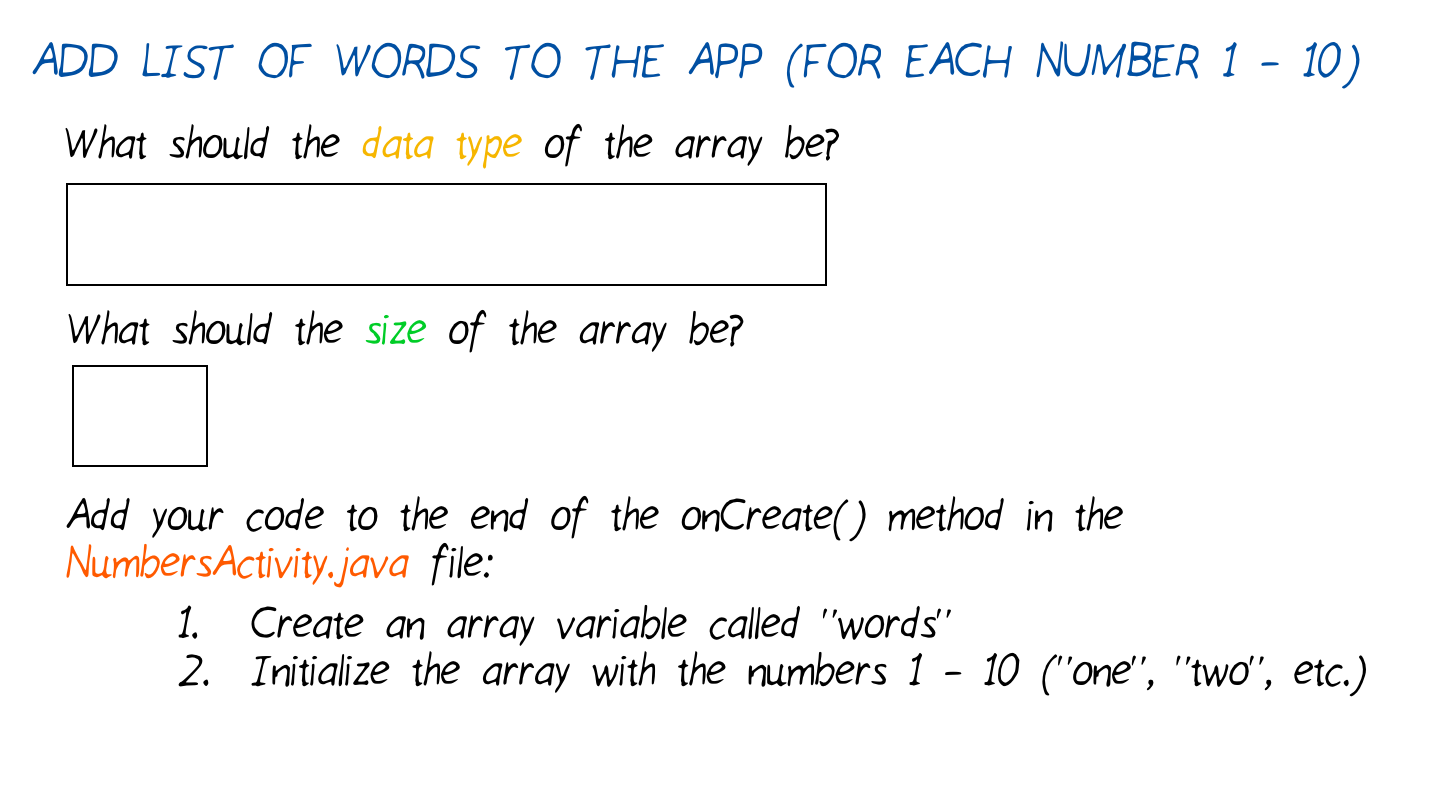 ADD LIST OF WORDS TO THE APP (FOR EACH NUMBER 1 - 10)
What should the data type of the array be?
What should the size of the array be?
Add your code to the end of the onCreate() method in the
NumbersActivity.java file:
1. Create an array variable called "words"
2. Initialize the array with the numbers 1 - 10 ("one", "two", etc.)